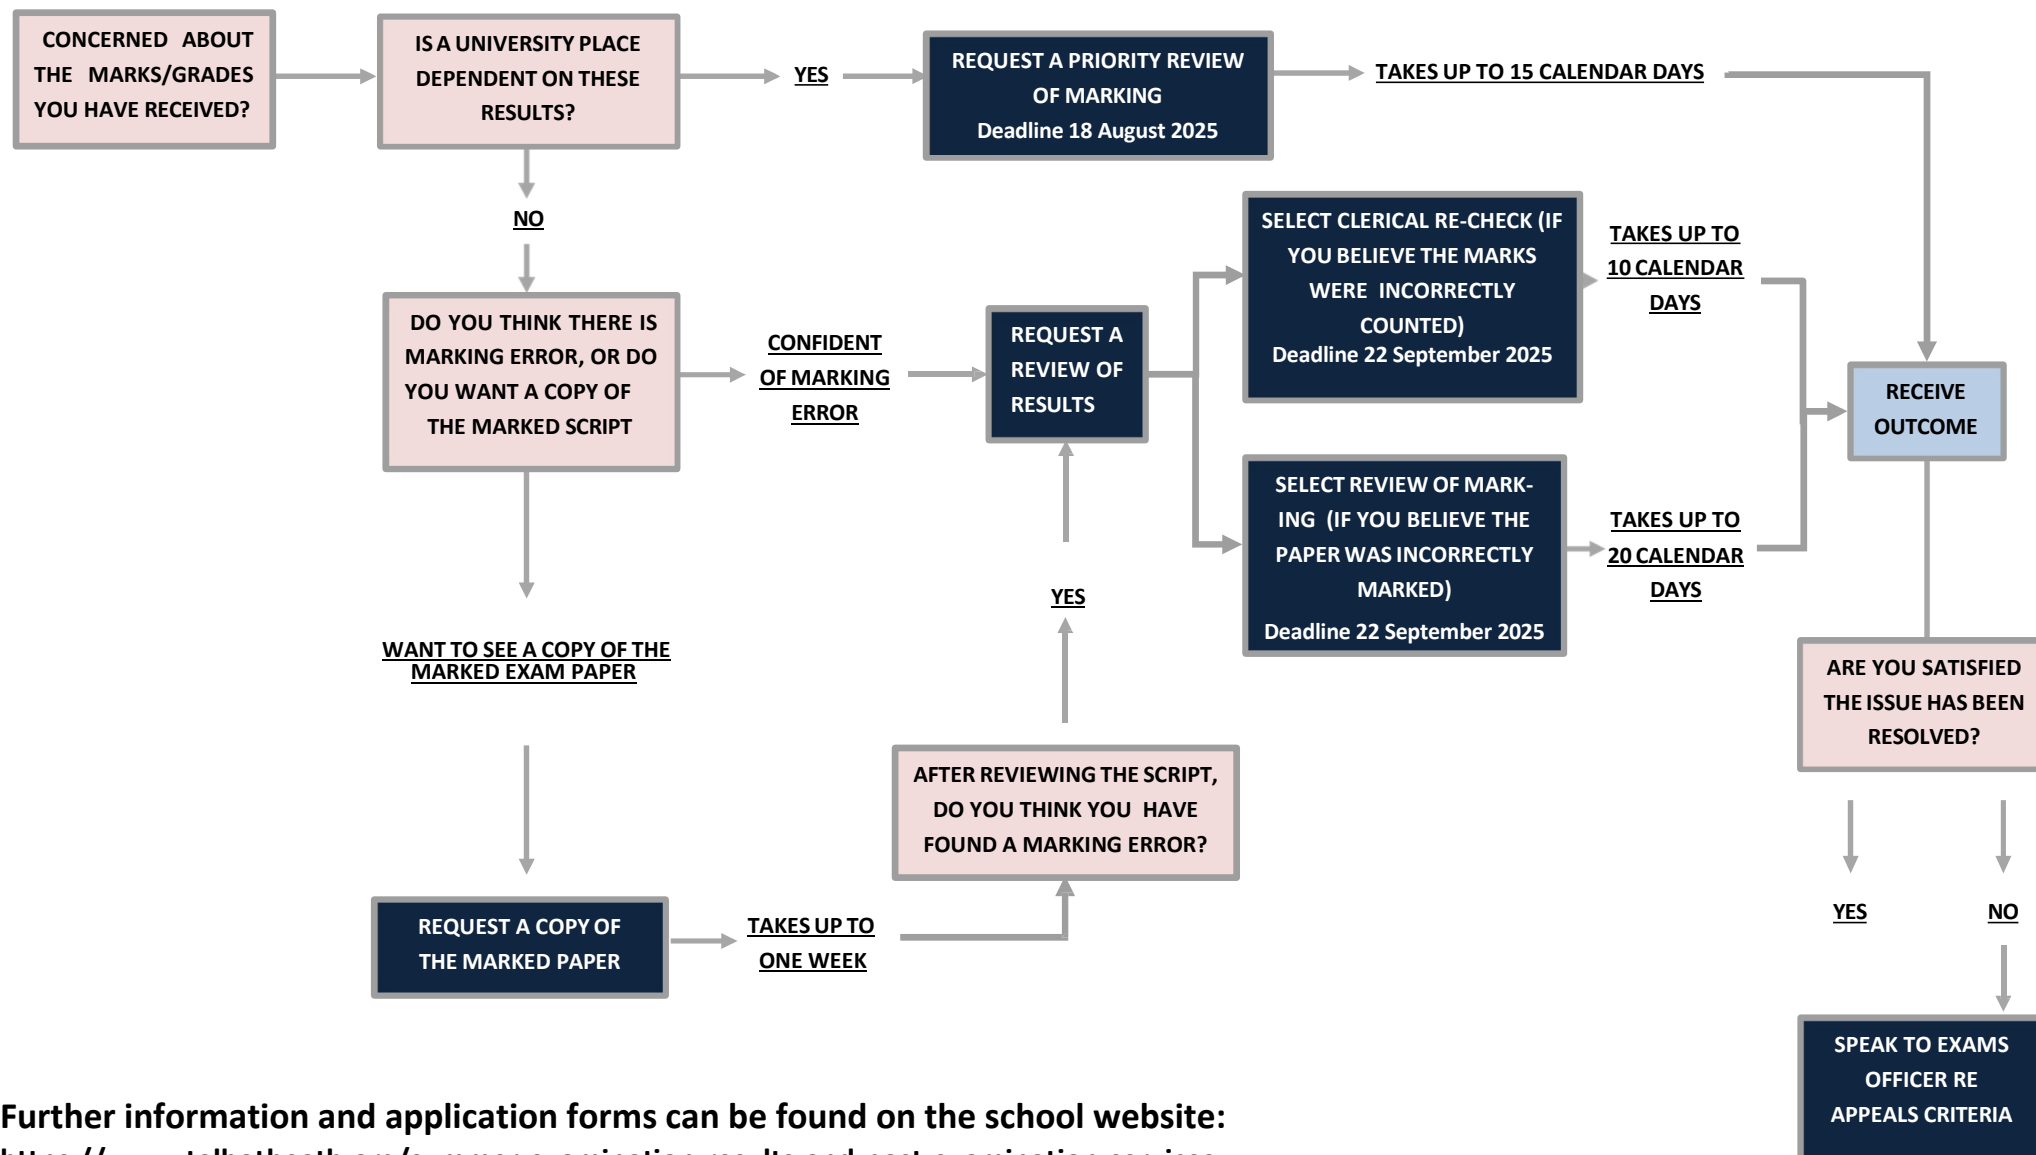 CONCERNED ABOUT
THE MARKS/GRADES
YOU HAVE RECEIVED?
IS A UNIVERSITY PLACE
DEPENDENT ON THESE
RESULTS?
YES
REQUEST A PRIORITY REVIEW
OF MARKING
Deadline 18 August 2025
TAKES UP TO 15 CALENDAR DAYS
NO
DO YOU THINK THERE IS
MARKING ERROR, OR DO
YOU WANT A COPY OF
THE MARKED SCRIPT
CONFIDENT
OF MARKING
ERROR
REQUEST A
REVIEW OF
RESULTS
SELECT CLERICAL RE-CHECK (IF
YOU BELIEVE THE MARKS
WERE INCORRECTLY
COUNTED)
Deadline 22 September 2025
TAKES UP TO
10 CALENDAR
DAYS
RECEIVE
OUTCOME
SELECT REVIEW OF MARK-
ING (IF YOU BELIEVE THE
PAPER WAS INCORRECTLY
MARKED)
Deadline 22 September 2025
TAKES UP TO
20 CALENDAR
DAYS
WANT TO SEE A COPY OF THE
MARKED EXAM PAPER
YES
ARE YOU SATISFIED
THE ISSUE HAS BEEN
RESOLVED?
AFTER REVIEWING THE SCRIPT,
DO YOU THINK YOU HAVE
FOUND A MARKING ERROR?
REQUEST A COPY OF
THE MARKED PAPER
TAKES UP TO
ONE WEEK
YES
NO
SPEAK TO EXAMS
OFFICER RE
APPEALS CRITERIA
Further information and application forms can be found on the school website: